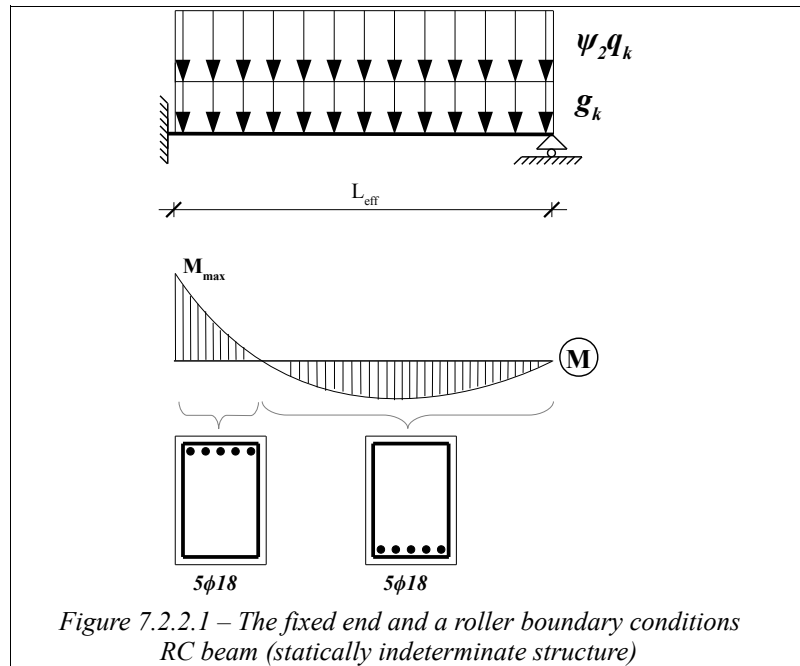 ψ₂qₖ
gₖ
Lₑff
Mₘₐₓ
M
5ϕ18 5ϕ18
Figure 7.2.2.1 – The fixed end and a roller boundary conditions
RC beam (statically indeterminate structure)